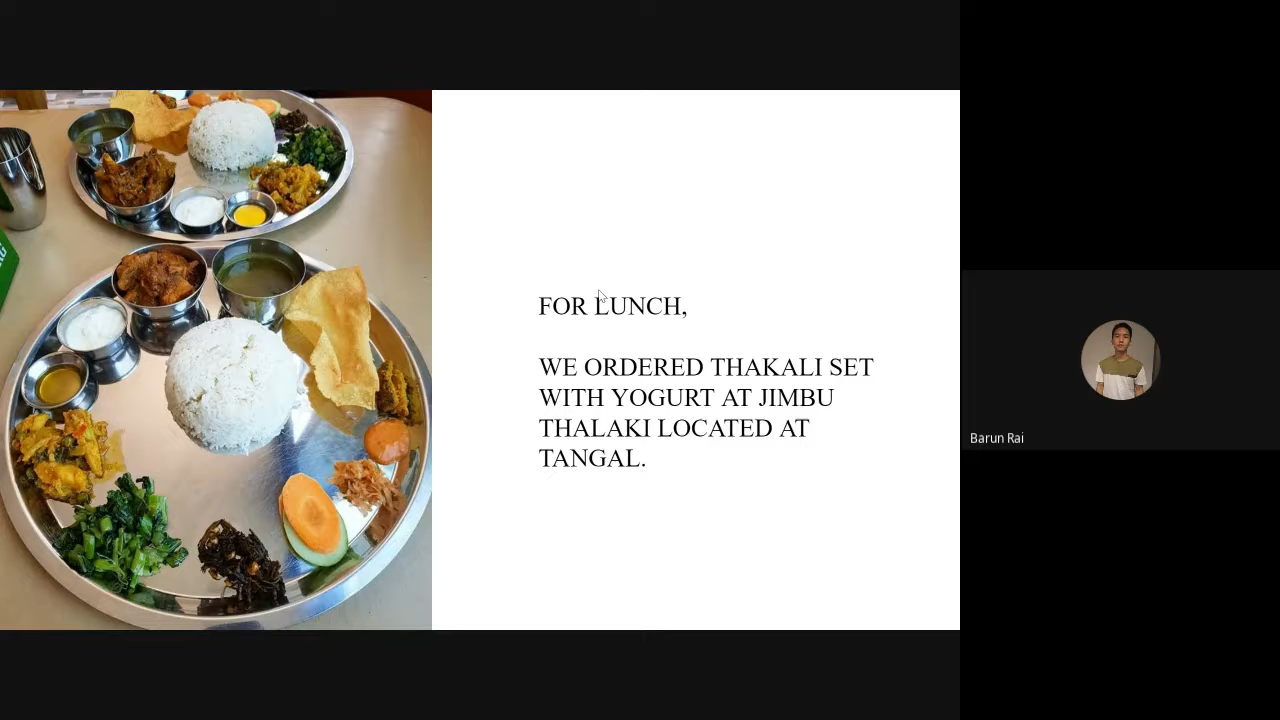 FOR LUNCH,
WE ORDERED THAKALI SET
WITH YOGURT AT JIMBU
THALAKI LOCATED AT
TANGAL.
Barun Rai